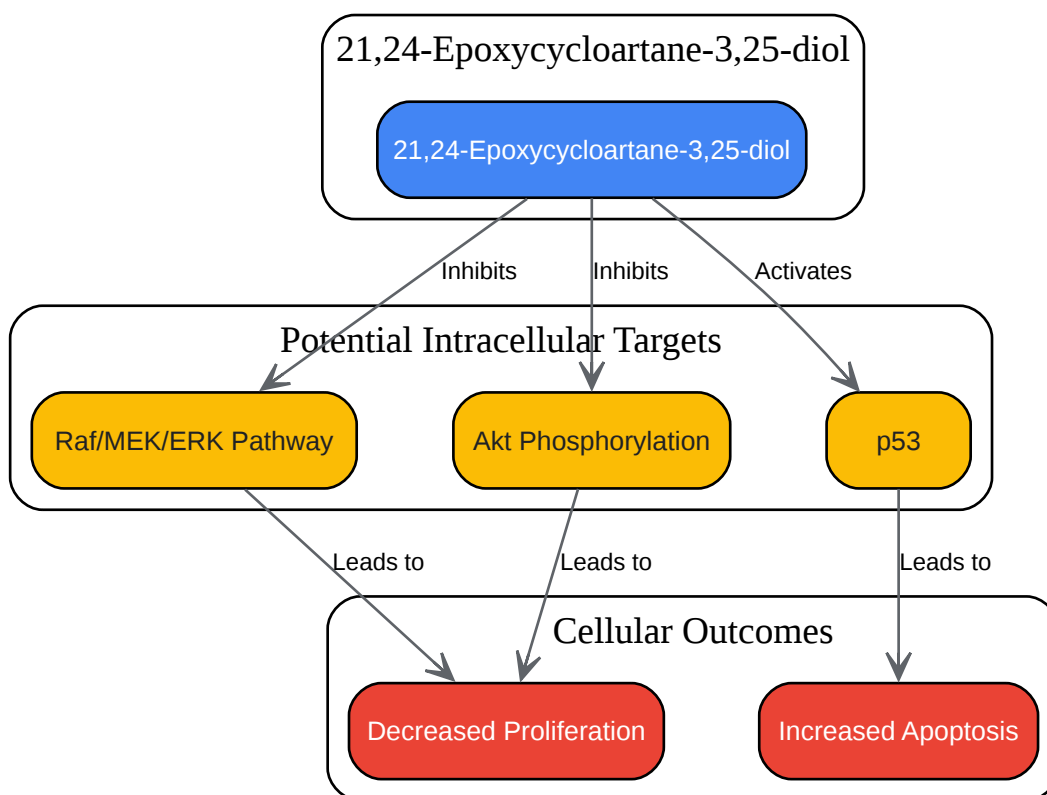 21,24-Epoxycycloartane-3,25-diol
21,24-Epoxycycloartane-3,25-diol
Inhibits
Inhibits
Activates
Potential Intracellular Targets
Raf/MEK/ERK Pathway
Akt Phosphorylation
p53
Leads to
Leads to
Leads to
Cellular Outcomes
Decreased Proliferation
Increased Apoptosis